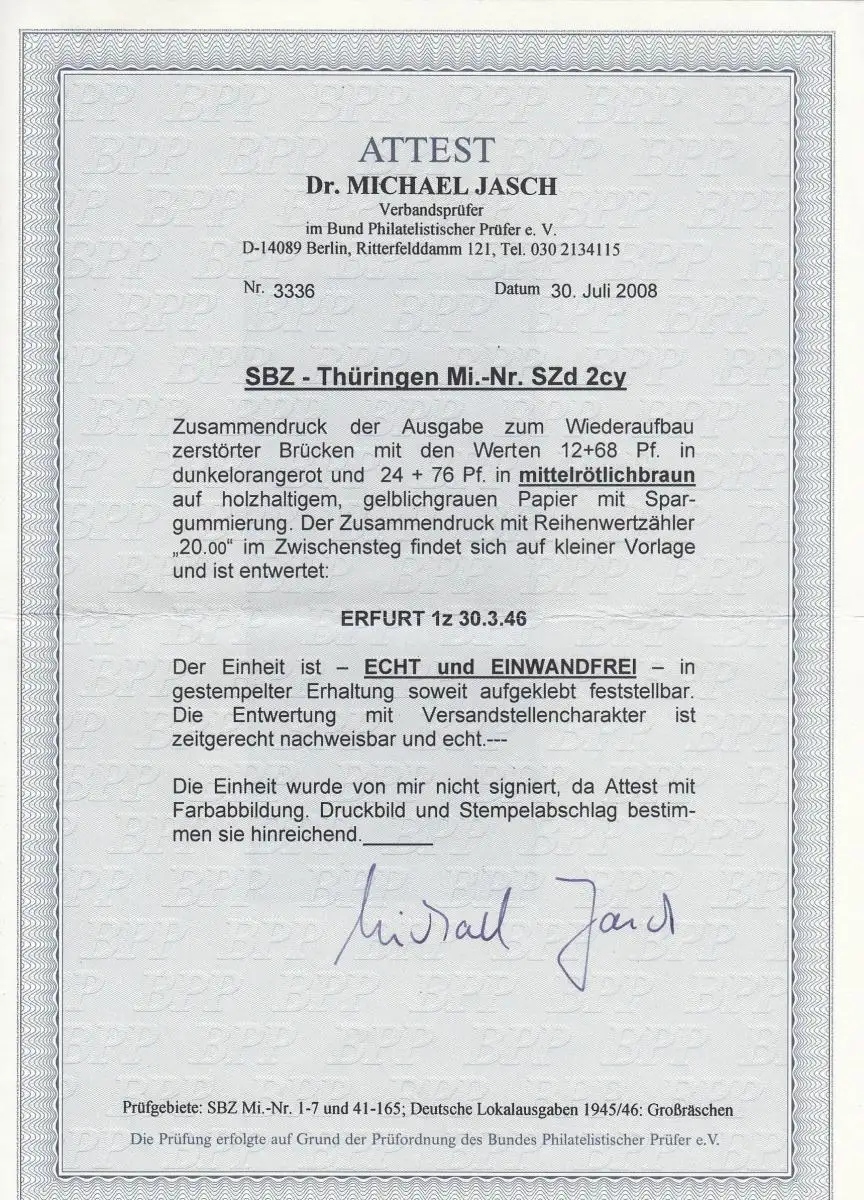 ATTEST
Dr. MICHAEL JASCH
Verbandsprüfer
im Bund Philatelistischer Prüfer e. V.
D-14089 Berlin, Ritterfelddamm 121, Tel. 030 2134115
Nr. 3336 Datum 30. Juli 2008
SBZ - Thüringen Mi.-Nr. SZd 2cy
Zusammendruck der Ausgabe zum Wiederaufbau
zerstörter Brücken mit den Werten 12+68 Pf. in
dunkelorangerot und 24 + 76 Pf. in mittelrötlichbraun
auf holzhaltigem, gelblichgrauen Papier mit Spar-
gummierung. Der Zusammendruck mit Reihenwertzähler
„20.00“ im Zwischensteg findet sich auf kleiner Vorlage
und ist entwertet:
ERFURT 1z 30.3.46
Der Einheit ist – ECHT und EINWANDFREI – in
gestempelter Erhaltung soweit aufgeklebt feststellbar.
Die Entwertung mit Versandstellencharakter ist
zeitgerecht nachweisbar und echt.---
Die Einheit wurde von mir nicht signiert, da Attest mit
Farbabbildung. Druckbild und Stempelabschlag bestim-
men sie hinreichend.
Michael Jasch
Prüfgebiete: SBZ Mi.-Nr. 1-7 und 41-165; Deutsche Lokalausgaben 1945/46: Großräschen
Die Prüfung erfolgte auf Grund der Prüfordnung des Bundes Philatelistischer Prüfer e.V.